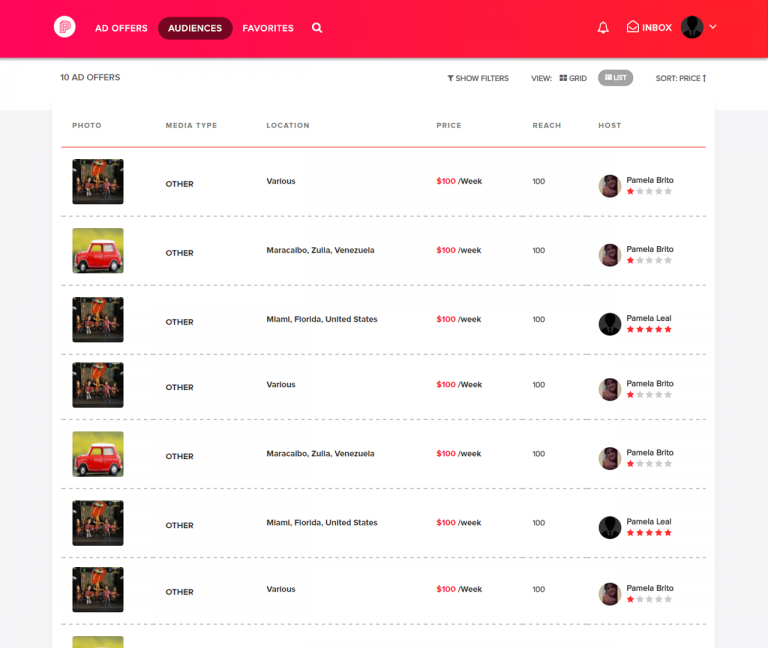 AD OFFERS AUDIENCES FAVORITES INBOX
10 AD OFFERS SHOW FILTERS VIEW: GRID LIST SORT: PRICE
PHOTO MEDIA TYPE LOCATION PRICE REACH HOST
OTHER Various $100 /Week 100 Pamela Brito
OTHER Maracaibo, Zulia, Venezuela $100 /week 100 Pamela Brito
OTHER Miami, Florida, United States $100 /week 100 Pamela Leal
OTHER Various $100 /Week 100 Pamela Brito
OTHER Maracaibo, Zulia, Venezuela $100 /week 100 Pamela Brito
OTHER Miami, Florida, United States $100 /week 100 Pamela Leal
OTHER Various $100 /Week 100 Pamela Brito